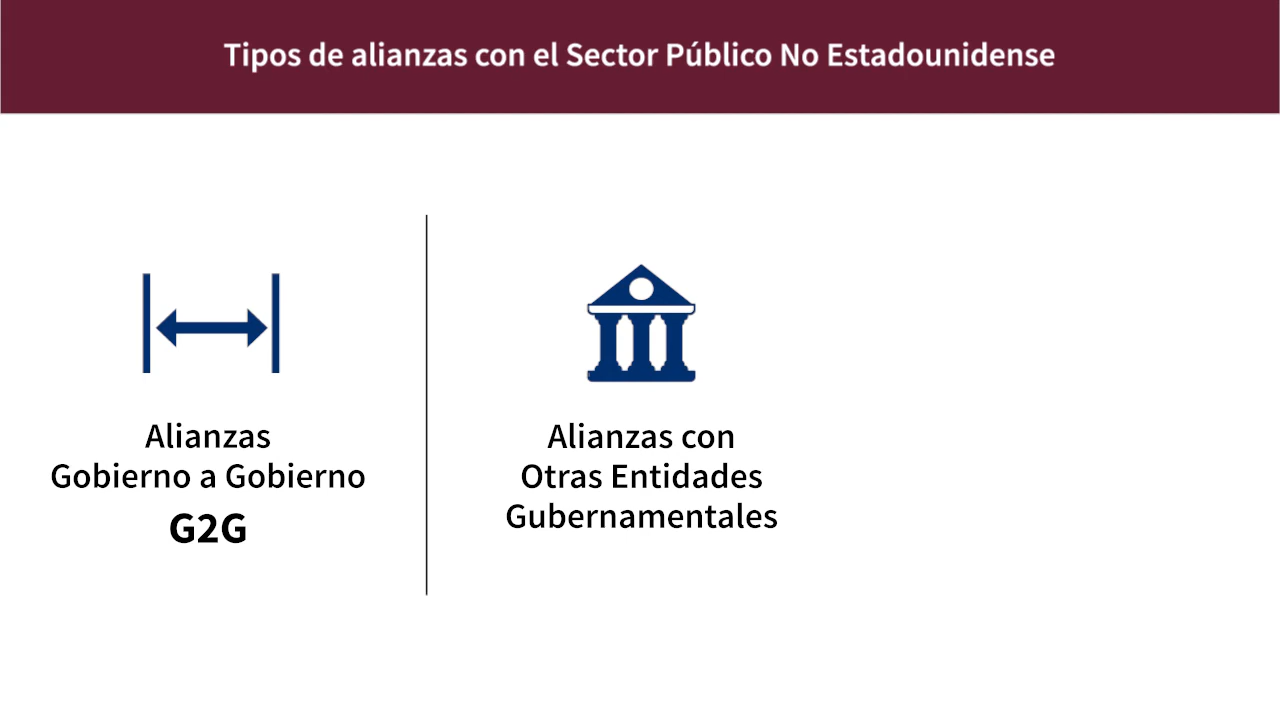 Tipos de alianzas con el Sector Público No Estadounidense
Alianzas
Gobierno a Gobierno
G2G
Alianzas con
Otras Entidades
Gubernamentales